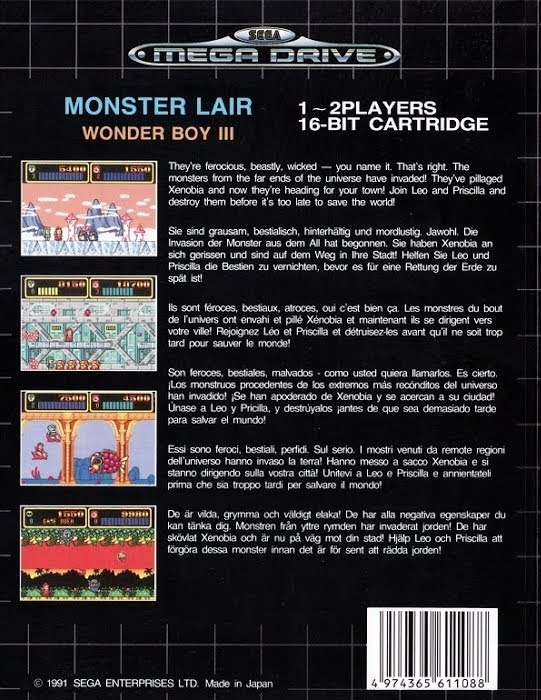 SEGA
MEGA DRIVE
MONSTER LAIR
WONDER BOY III
1~2PLAYERS
16-BIT CARTRIDGE
They're ferocious, beastly, wicked — you name it. That's right. The
monsters from the far ends of the universe have invaded! They've pillaged
Xenobia and now they're heading for your town! Join Leo and Priscilla and
destroy them before it's too late to save the world!
Sie sind grausam, bestialisch, hinterhältig und mordlustig. Jawohl. Die
Invasion der Monster aus dem All hat begonnen. Sie haben Xenobia an
sich gerissen und sind auf dem Weg in Ihre Stadt! Helfen Sie Leo und
Priscilla die Bestien zu vernichten, bevor es für eine Rettung der Erde zu
spät ist!
Ils sont féroces, bestiaux, atroces, oui c'est bien ça. Les monstres du bout
de l'univers ont envahi et pillé Xénobia et maintenant ils se dirigent vers
votre ville! Rejoignez Léo et Priscilla et détruisez-les avant qu'il ne soit trop
tard pour sauver le monde!
Son feroces, bestiales, malvados - como usted quiera llamarlos. Es cierto.
¡Los monstruos procedentes de los extremos más recónditos del universo
han invadido! ¡Se han apoderado de Xenobia y se acercan a su ciudad!
Únase a Leo y Pricilla, y destrúyalos ¡antes de que sea demasiado tarde
para salvar el mundo!
Essi sono feroci, bestiali, perfidi. Sul serio. I mostri venuti da remote regioni
dell'universo hanno invaso la terra! Hanno messo a sacco Xenobia e si
stanno dirigendo sulla vostra città! Unitevi a Leo e Priscilla e annientateli
prima che sia troppo tardi per salvare il mondo!
De är vilda, grymma och väldigt elaka! De har alla negativa egenskaper du
kan tänka dig. Monstren från yttre rymden har invaderat jorden! De har
skövlat Xenobia och är nu på väg mot din stad! Hjälp Leo och Priscilla att
förgöra dessa monster innan det är för sent att rädda jorden!
5400 1550
8150 18700
7500 4500
1550 9980
GAME OVER
4 974365 611088
© 1991 SEGA ENTERPRISES LTD. Made in Japan